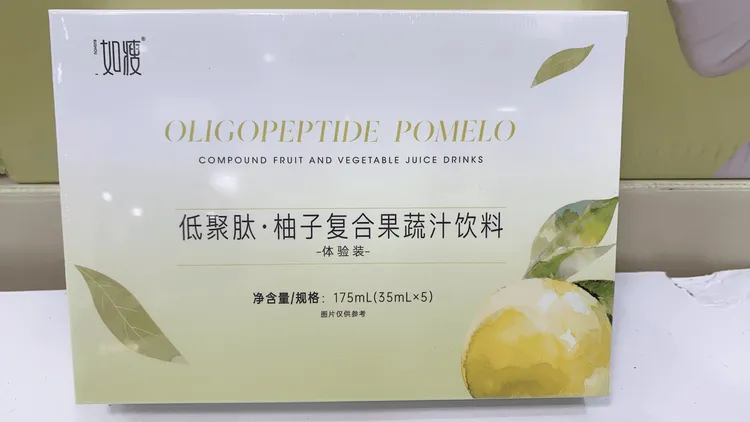 如瘦®
OLIGOPEPTIDE POMELO
COMPOUND FRUIT AND VEGETABLE JUICE DRINKS
低聚肽·柚子复合果蔬汁饮料
-体验装-
净含量/规格：175mL(35mL×5)
图片仅供参考